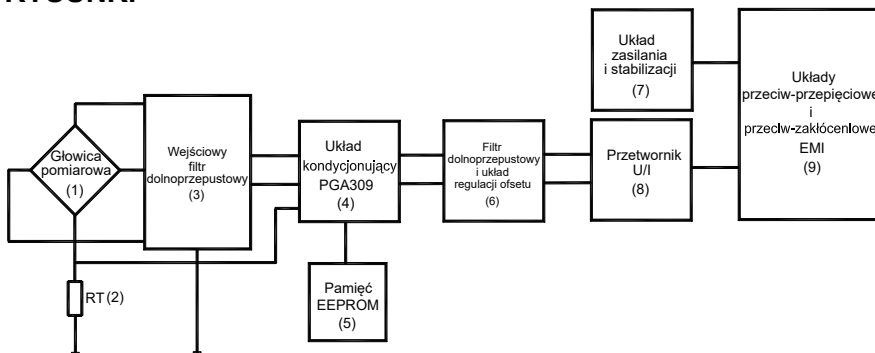 Głowica
pomiarowa
(1)
RT (2)
Wejściowy
filtr
dolnoprzepustowy
(3)
Układ
kondycjonujący
PGA309
(4)
Pamięć
EEPROM
(5)
Filtr
dolnoprzepustowy
i układ
regulacji ofsetu
(6)
Układ
zasilania
i stabilizacji
(7)
Przetwornik
U/I
(8)
Układy
przeciw-przepięciowe
i
przeciw-zakłóceniowe
EMI
(9)